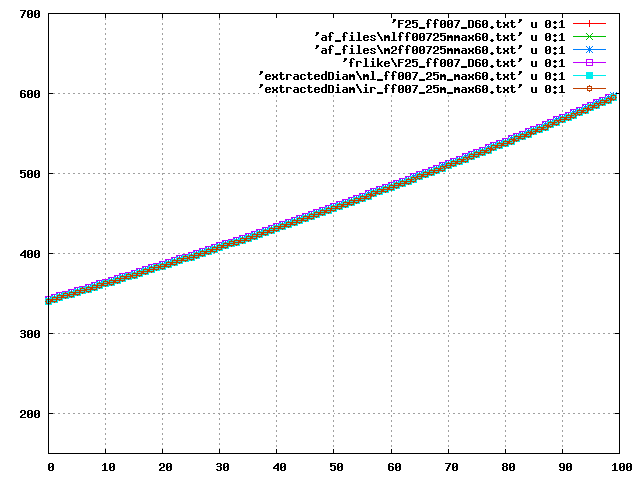 700
600
500
400
300
200
'F25_ff007_D60.txt' u 0:1
'af_files\mlff00725mmax60.txt' u 0:1
'af_files\m2ff00725mmax60.txt' u 0:1
'frlike\F25_ff007_D60.txt' u 0:1
'extractedDiam\ml_ff007_25m_max60.txt' u 0:1
'extractedDiam\ir_ff007_25m_max60.txt' u 0:1
0 10 20 30 40 50 60 70 80 90 100